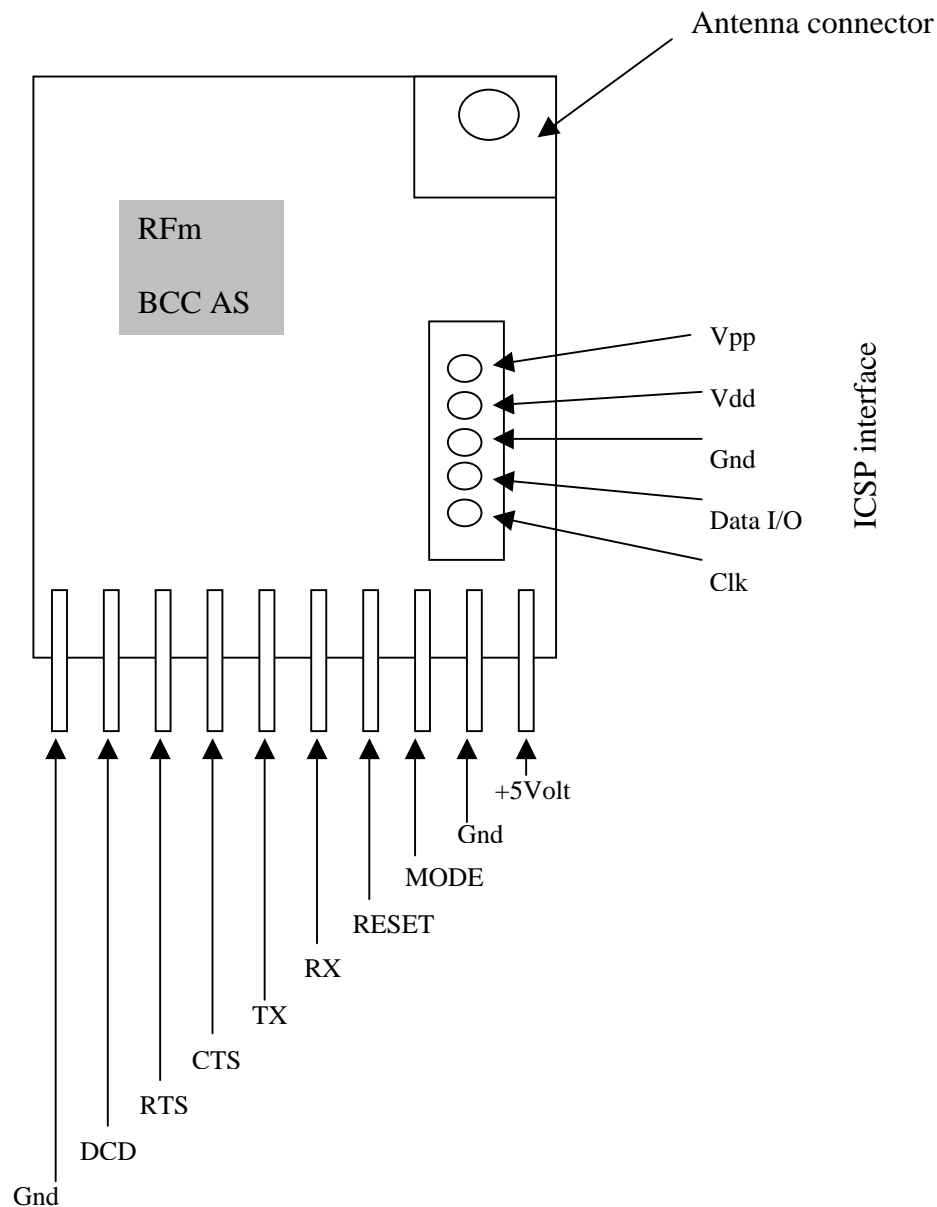 Antenna connector
RFm
BCC AS
Vpp
Vdd
Gnd
Data I/O
Clk
ICSP interface
+5Volt
Gnd
MODE
RESET
RX
TX
CTS
RTS
DCD
Gnd